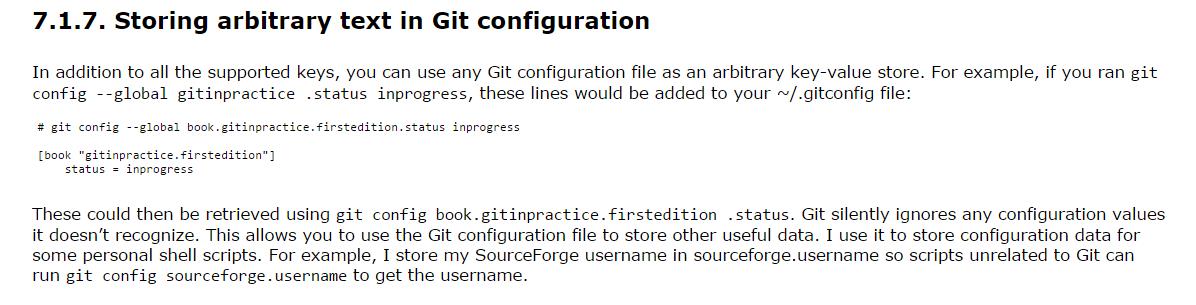 7.1.7. Storing arbitrary text in Git configuration
In addition to all the supported keys, you can use any Git configuration file as an arbitrary key-value store. For example, if you ran git
config --global gitinpractice .status inprogress, these lines would be added to your ~/.gitconfig file:
# git config --global book.gitinpractice.firstedition.status inprogress
[book "gitinpractice.firstedition"]
    status = inprogress
These could then be retrieved using git config book.gitinpractice.firstedition .status. Git silently ignores any configuration values
it doesn’t recognize. This allows you to use the Git configuration file to store other useful data. I use it to store configuration data for
some personal shell scripts. For example, I store my SourceForge username in sourceforge.username so scripts unrelated to Git can
run git config sourceforge.username to get the username.